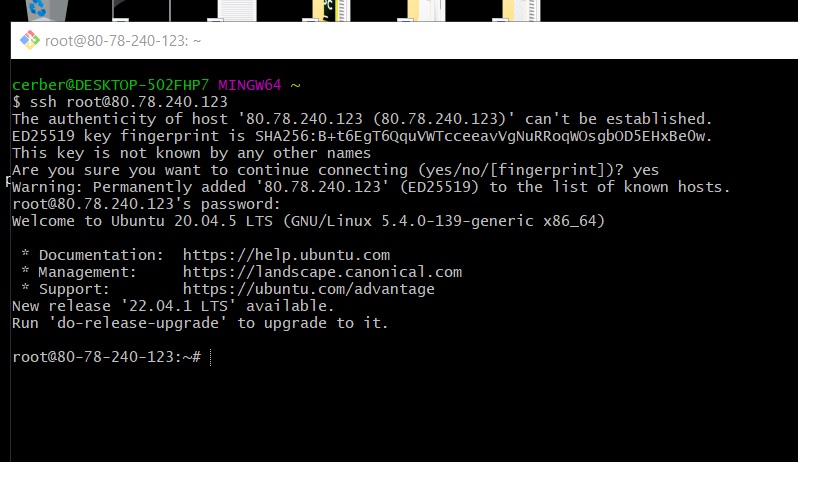 root@80-78-240-123: ~
cerber@DESKTOP-502FHP7 MINGW64 ~
$ ssh root@80.78.240.123
The authenticity of host '80.78.240.123 (80.78.240.123)' can't be established.
ED25519 key fingerprint is SHA256:B+t6EgT6QquVWTcceeavVgNuRRoqWOsgbOD5EHxBe0w.
This key is not known by any other names
Are you sure you want to continue connecting (yes/no/[fingerprint])? yes
Warning: Permanently added '80.78.240.123' (ED25519) to the list of known hosts.
root@80.78.240.123's password:
Welcome to Ubuntu 20.04.5 LTS (GNU/Linux 5.4.0-139-generic x86_64)
* Documentation: https://help.ubuntu.com
* Management: https://landscape.canonical.com
* Support: https://ubuntu.com/advantage
New release '22.04.1 LTS' available.
Run 'do-release-upgrade' to upgrade to it.
root@80-78-240-123:~#